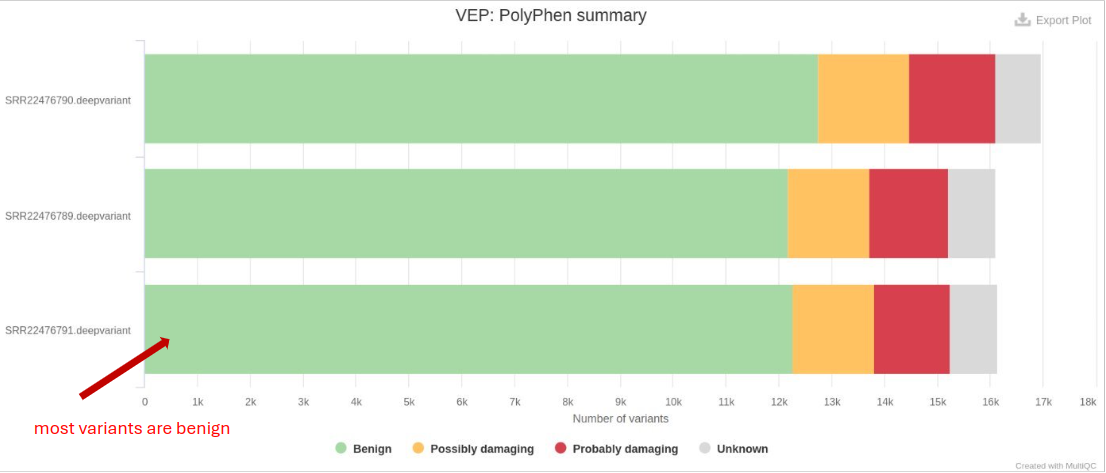 VEP: PolyPhen summary
Export Plot
SRR22476790.deepvariant
SRR22476789.deepvariant
SRR22476791.deepvariant
0 1k 2k 3k 4k 5k 6k 7k 8k 9k 10k 11k 12k 13k 14k 15k 16k 17k 18k
Number of variants
most variants are benign
Benign Possibly damaging Probably damaging Unknown
Created with MultiQC